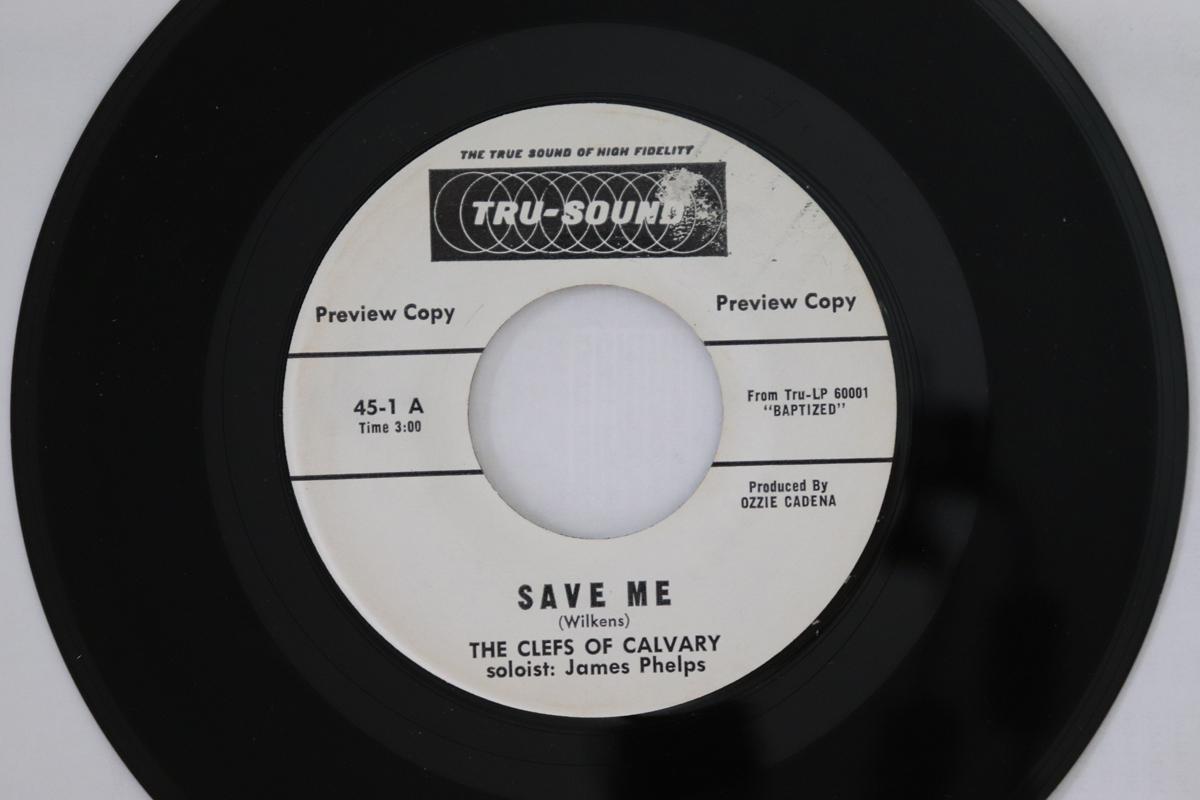 THE TRUE SOUND OF HIGH FIDELITY
TRU-SOUND
Preview Copy
Preview Copy
45-1 A
Time 3:00
From Tru-LP 60001
"BAPTIZED"
Produced By
OZZIE CADENA
SAVE ME
(Wilkens)
THE CLEFS OF CALVARY
soloist: James Phelps